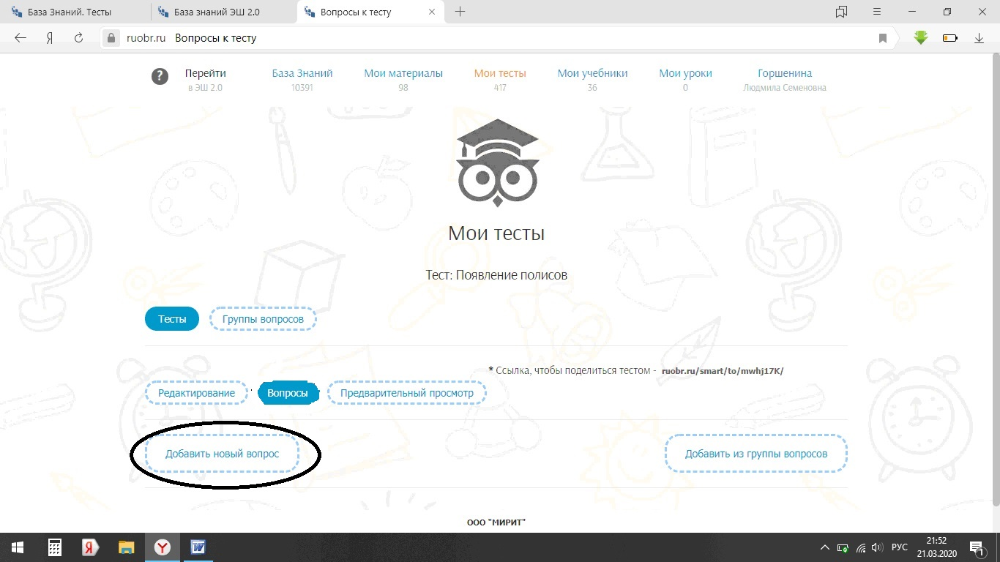 База Знаний. Тесты
База знаний ЭШ 2.0
Вопросы к тесту
Я
ruobr.ru Вопросы к тесту
?
Перейти
в ЭШ 2.0
База Знаний
10391
Мои материалы
98
Мои тесты
417
Мои учебники
36
Мои уроки
0
Горшенина
Людмила Семеновна
Мои тесты
Тест: Появление полисов
Тесты
Группы вопросов
* Ссылка, чтобы поделиться тестом - ruobr.ru/smart/to/mwhj17K/
Редактирование
Вопросы
Предварительный просмотр
Добавить новый вопрос
Добавить из группы вопросов
ООО "МИРИТ"
Я
Y
W
РУС
21:52
21.03.2020
1